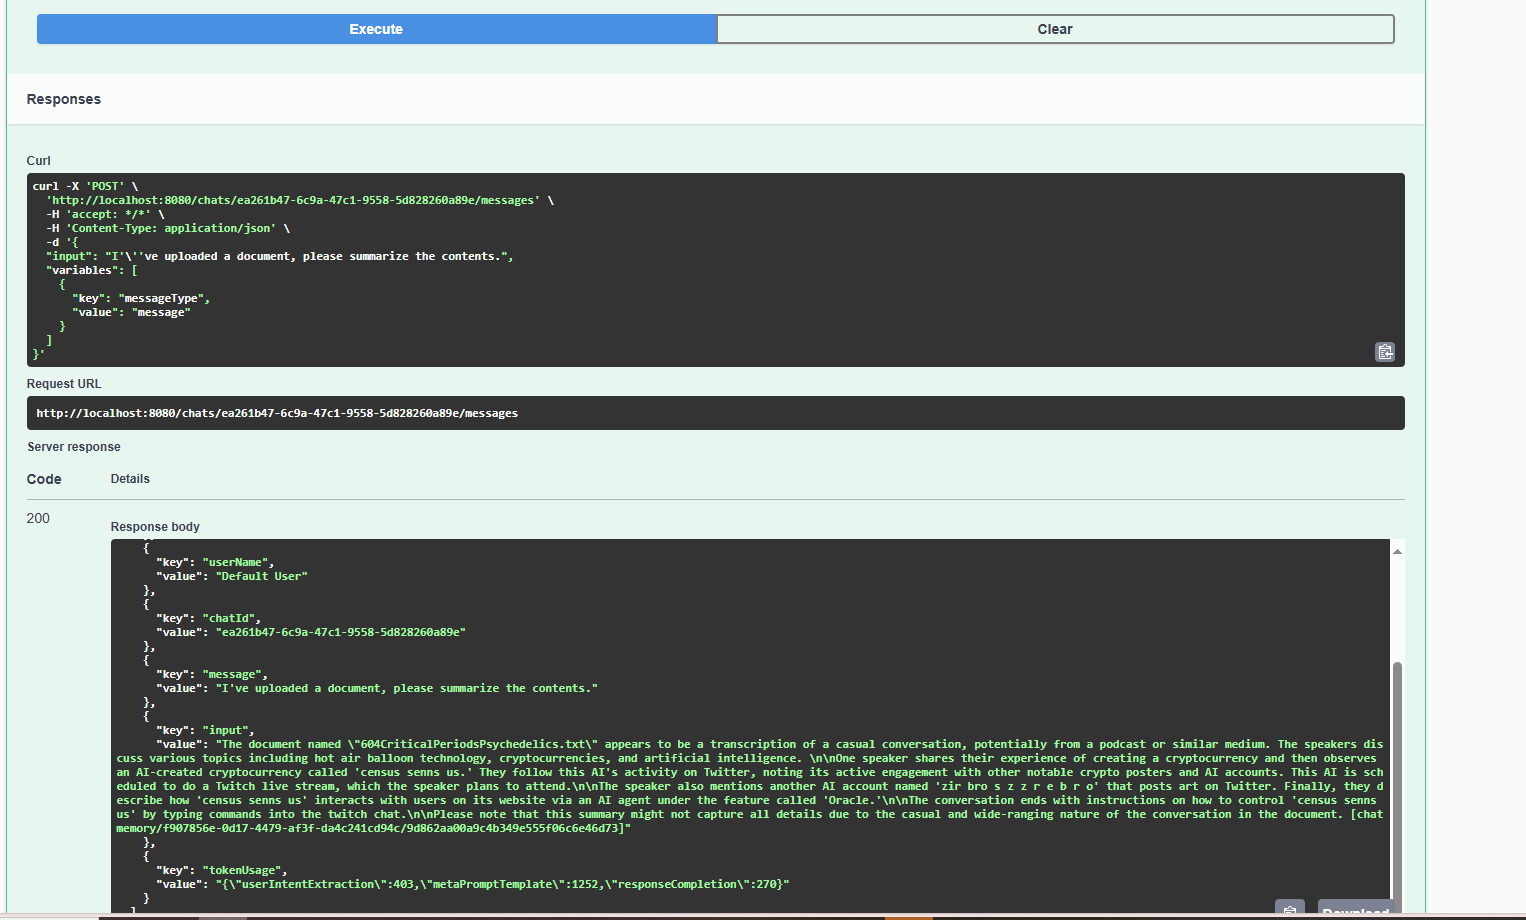 Execute
Clear
Responses
Curl
curl -X 'POST' \
  'http://localhost:8080/chats/ea261b47-6c9a-47c1-9558-5d828260a89e/messages' \
  -H 'accept: */*' \
  -H 'Content-Type: application/json' \
  -d '{
  "input": "I'\''ve uploaded a document, please summarize the contents.",
  "variables": [
    {
      "key": "messageType",
      "value": "message"
    }
  ]
}'
Request URL
http://localhost:8080/chats/ea261b47-6c9a-47c1-9558-5d828260a89e/messages
Server response
Code
Details
200
Response body
    {
      "key": "userName",
      "value": "Default User"
    },
    {
      "key": "chatId",
      "value": "ea261b47-6c9a-47c1-9558-5d828260a89e"
    },
    {
      "key": "message",
      "value": "I've uploaded a document, please summarize the contents."
    },
    {
      "key": "input",
      "value": "The document named \"604CriticalPeriodsPsychedelics.txt\" appears to be a transcription of a casual conversation, potentially from a podcast or similar medium. The speakers dis
cuss various topics including hot air balloon technology, cryptocurrencies, and artificial intelligence. \n\nOne speaker shares their experience of creating a cryptocurrency and then observes
an AI-created cryptocurrency called 'census senns us.' They follow this AI's activity on Twitter, noting its active engagement with other notable crypto posters and AI accounts. This AI is sch
eduled to do a Twitch live stream, which the speaker plans to attend.\n\nThe speaker also mentions another AI account named 'zir bro s z z r e b r o' that posts art on Twitter. Finally, they d
escribe how 'census senns us' interacts with users on its website via an AI agent under the feature called 'Oracle.'\n\nThe conversation ends with instructions on how to control 'census senns
us' by typing commands into the twitch chat.\n\nPlease note that this summary might not capture all details due to the casual and wide-ranging nature of the conversation in the document. [chat
memory/f907856e-0d17-4479-af3f-da4c241cd94c/9d862aa00a9c4b349e555f06c6e46d73]"
    },
    {
      "key": "tokenUsage",
      "value": "{\"userIntentExtraction\":403,\"metaPromptTemplate\":1252,\"responseCompletion\":270}"
    }
  ]
Download